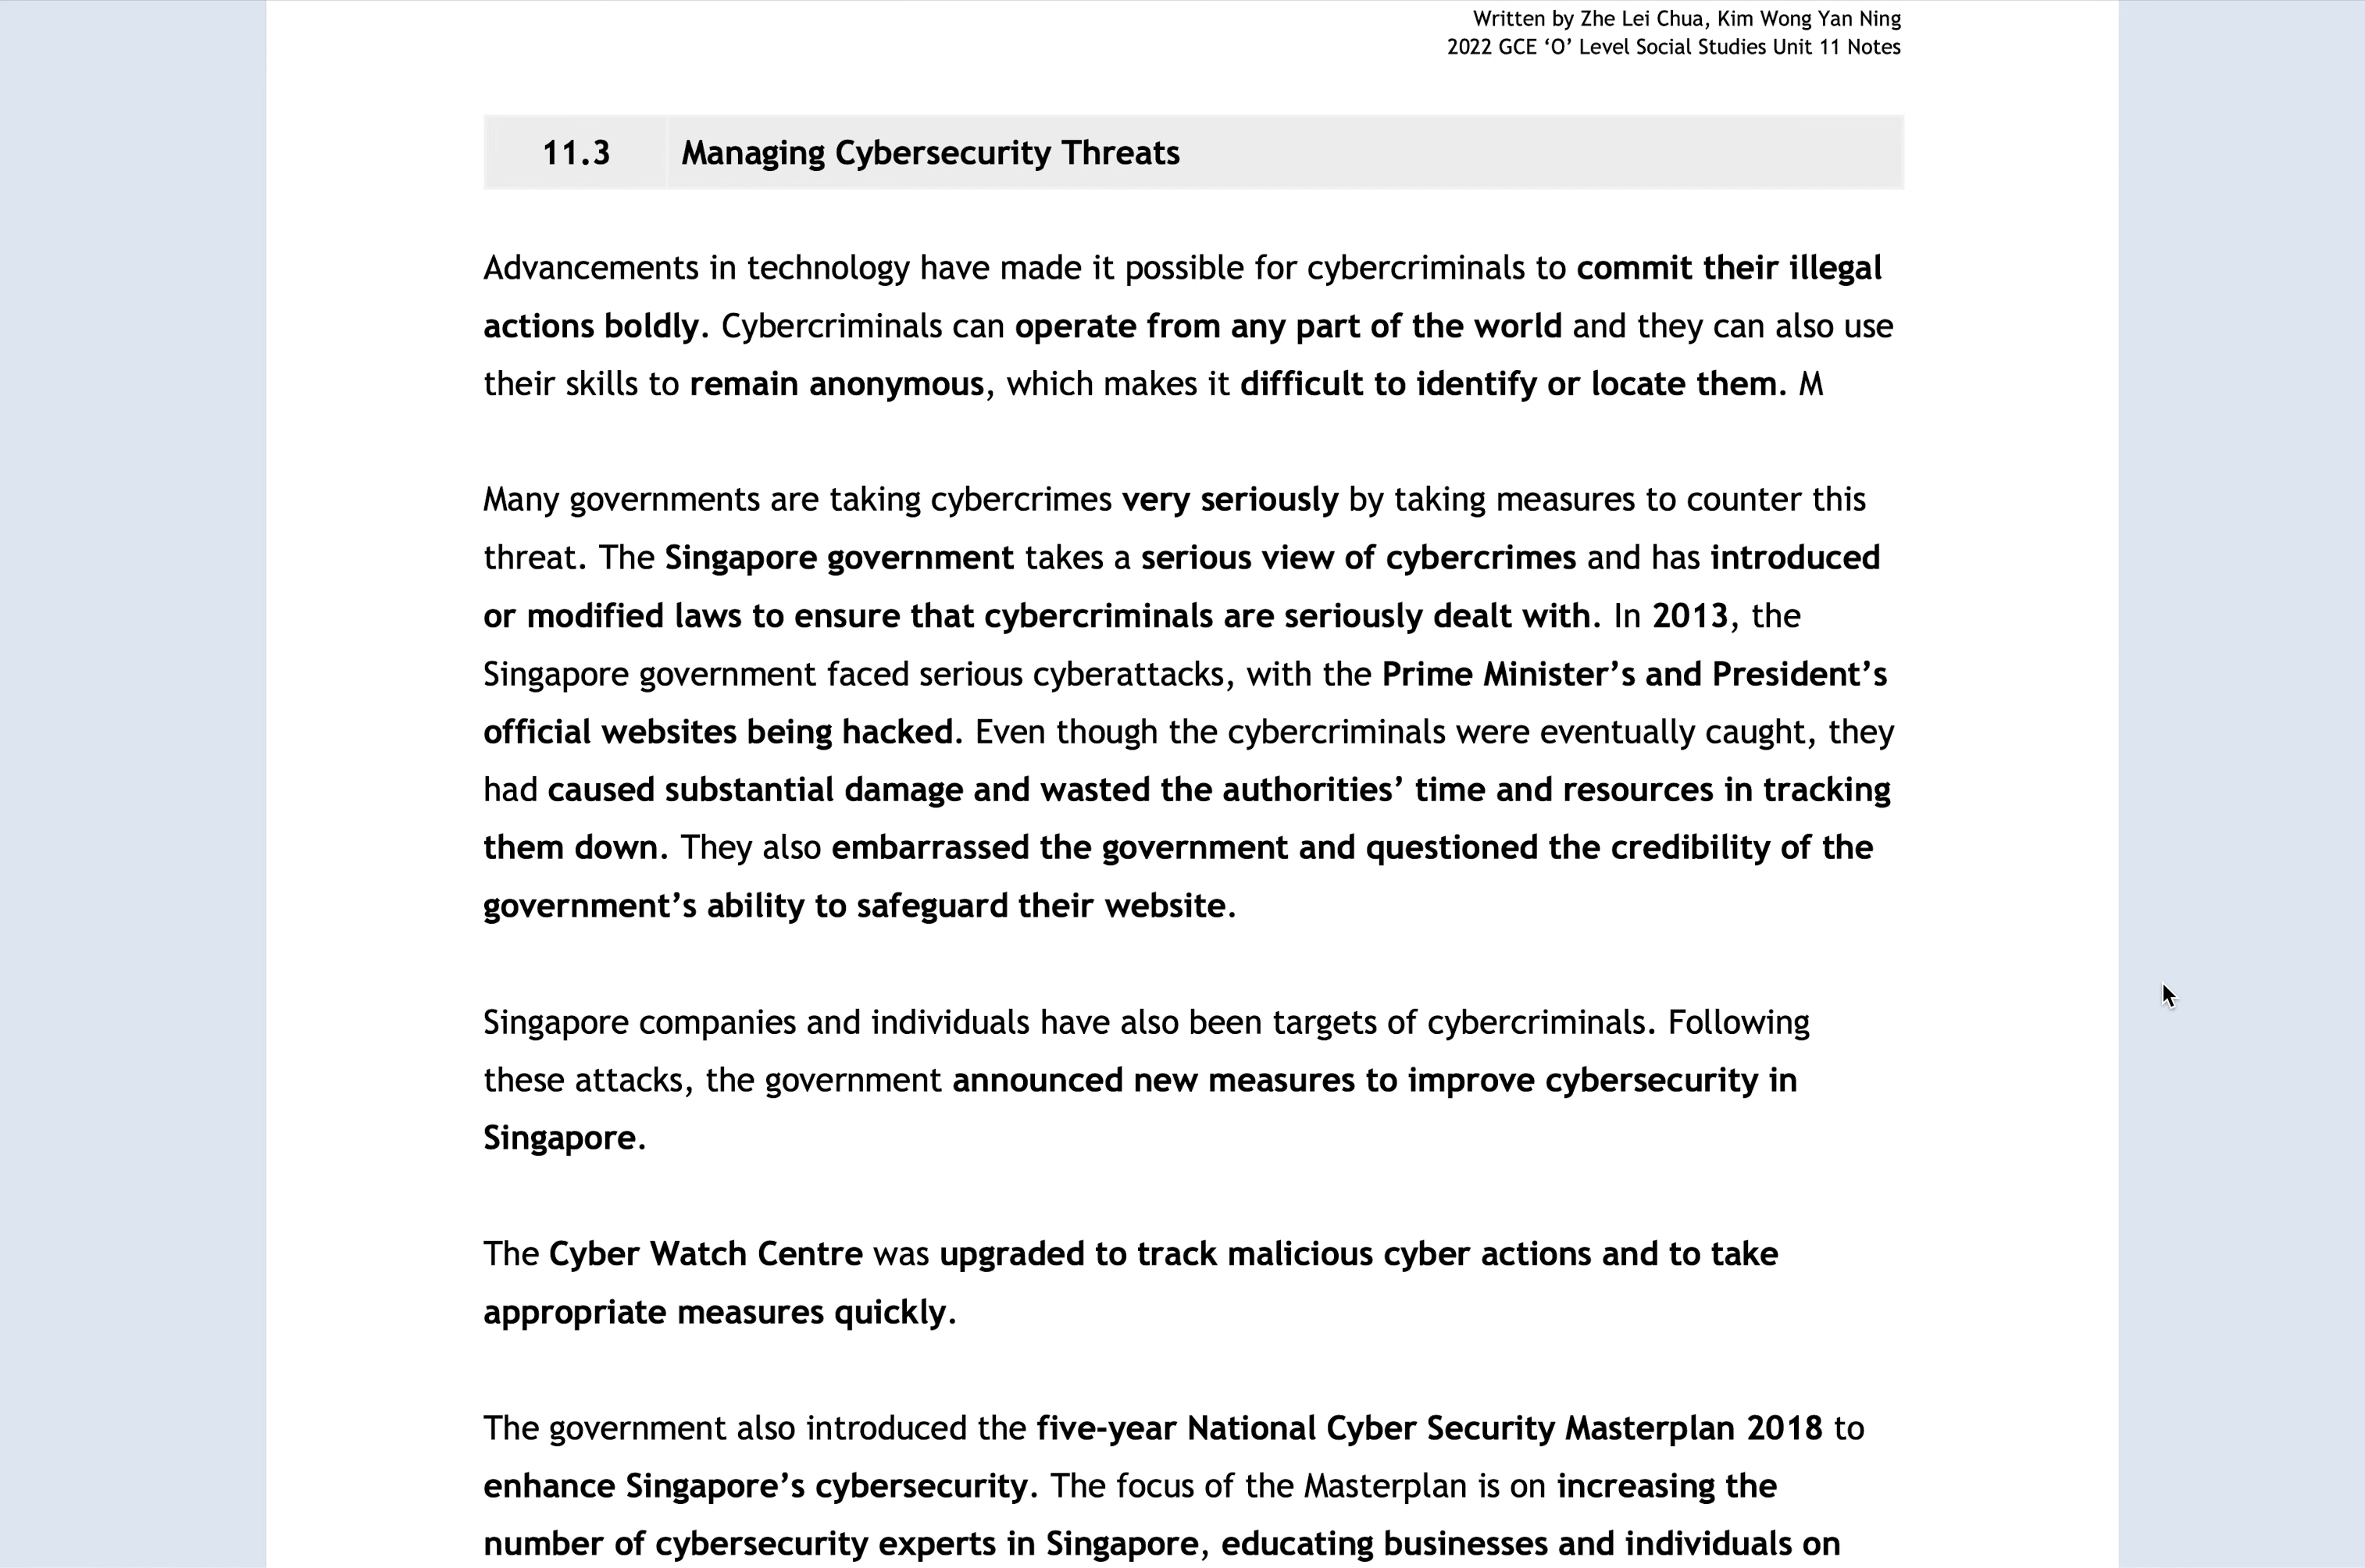 Written by Zhe Lei Chua, Kim Wong Yan Ning
2022 GCE ‘O’ Level Social Studies Unit 11 Notes
11.3 Managing Cybersecurity Threats
Advancements in technology have made it possible for cybercriminals to commit their illegal
actions boldly. Cybercriminals can operate from any part of the world and they can also use
their skills to remain anonymous, which makes it difficult to identify or locate them. M
Many governments are taking cybercrimes very seriously by taking measures to counter this
threat. The Singapore government takes a serious view of cybercrimes and has introduced
or modified laws to ensure that cybercriminals are seriously dealt with. In 2013, the
Singapore government faced serious cyberattacks, with the Prime Minister’s and President’s
official websites being hacked. Even though the cybercriminals were eventually caught, they
had caused substantial damage and wasted the authorities’ time and resources in tracking
them down. They also embarrassed the government and questioned the credibility of the
government’s ability to safeguard their website.
Singapore companies and individuals have also been targets of cybercriminals. Following
these attacks, the government announced new measures to improve cybersecurity in
Singapore.
The Cyber Watch Centre was upgraded to track malicious cyber actions and to take
appropriate measures quickly.
The government also introduced the five-year National Cyber Security Masterplan 2018 to
enhance Singapore’s cybersecurity. The focus of the Masterplan is on increasing the
number of cybersecurity experts in Singapore, educating businesses and individuals on